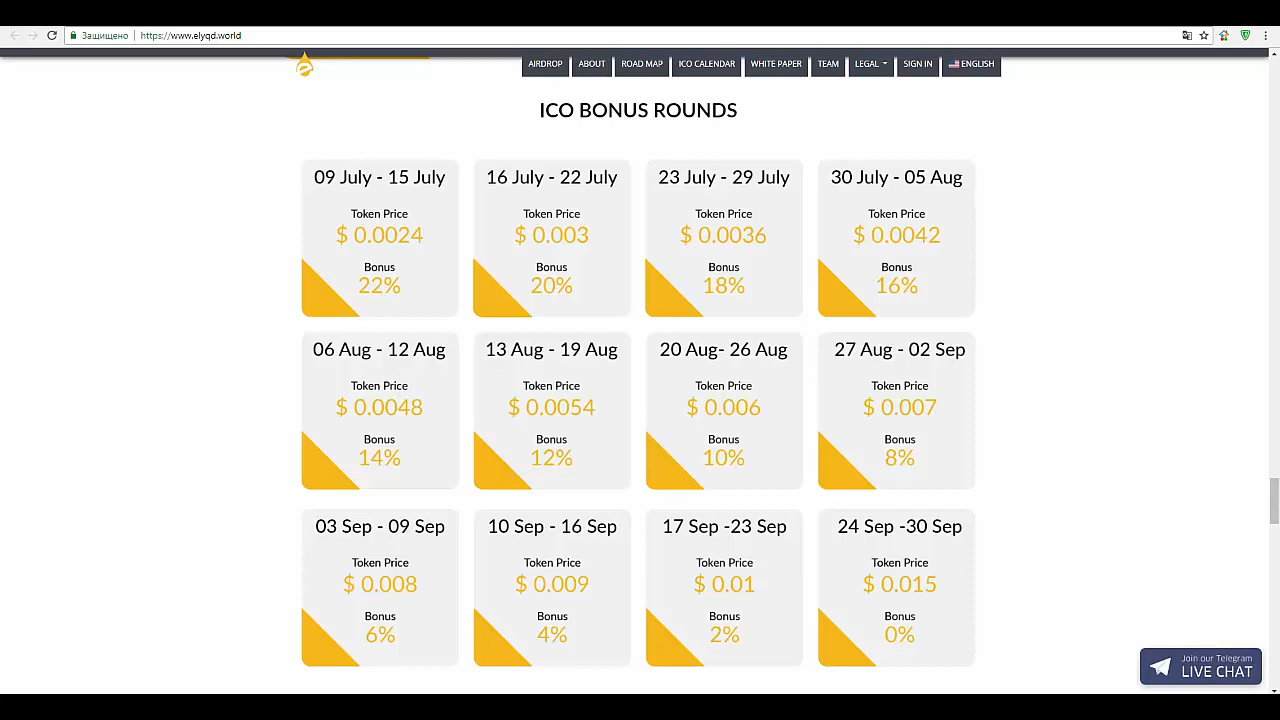 Защищено https://www.elyqd.world
AIRDROP ABOUT ROAD MAP ICO CALENDAR WHITE PAPER TEAM LEGAL SIGN IN ENGLISH
ICO BONUS ROUNDS
09 July - 15 July
Token Price
$ 0.0024
Bonus
22%
16 July - 22 July
Token Price
$ 0.003
Bonus
20%
23 July - 29 July
Token Price
$ 0.0036
Bonus
18%
30 July - 05 Aug
Token Price
$ 0.0042
Bonus
16%
06 Aug - 12 Aug
Token Price
$ 0.0048
Bonus
14%
13 Aug - 19 Aug
Token Price
$ 0.0054
Bonus
12%
20 Aug- 26 Aug
Token Price
$ 0.006
Bonus
10%
27 Aug - 02 Sep
Token Price
$ 0.007
Bonus
8%
03 Sep - 09 Sep
Token Price
$ 0.008
Bonus
6%
10 Sep - 16 Sep
Token Price
$ 0.009
Bonus
4%
17 Sep -23 Sep
Token Price
$ 0.01
Bonus
2%
24 Sep -30 Sep
Token Price
$ 0.015
Bonus
0%
Join our Telegram
LIVE CHAT